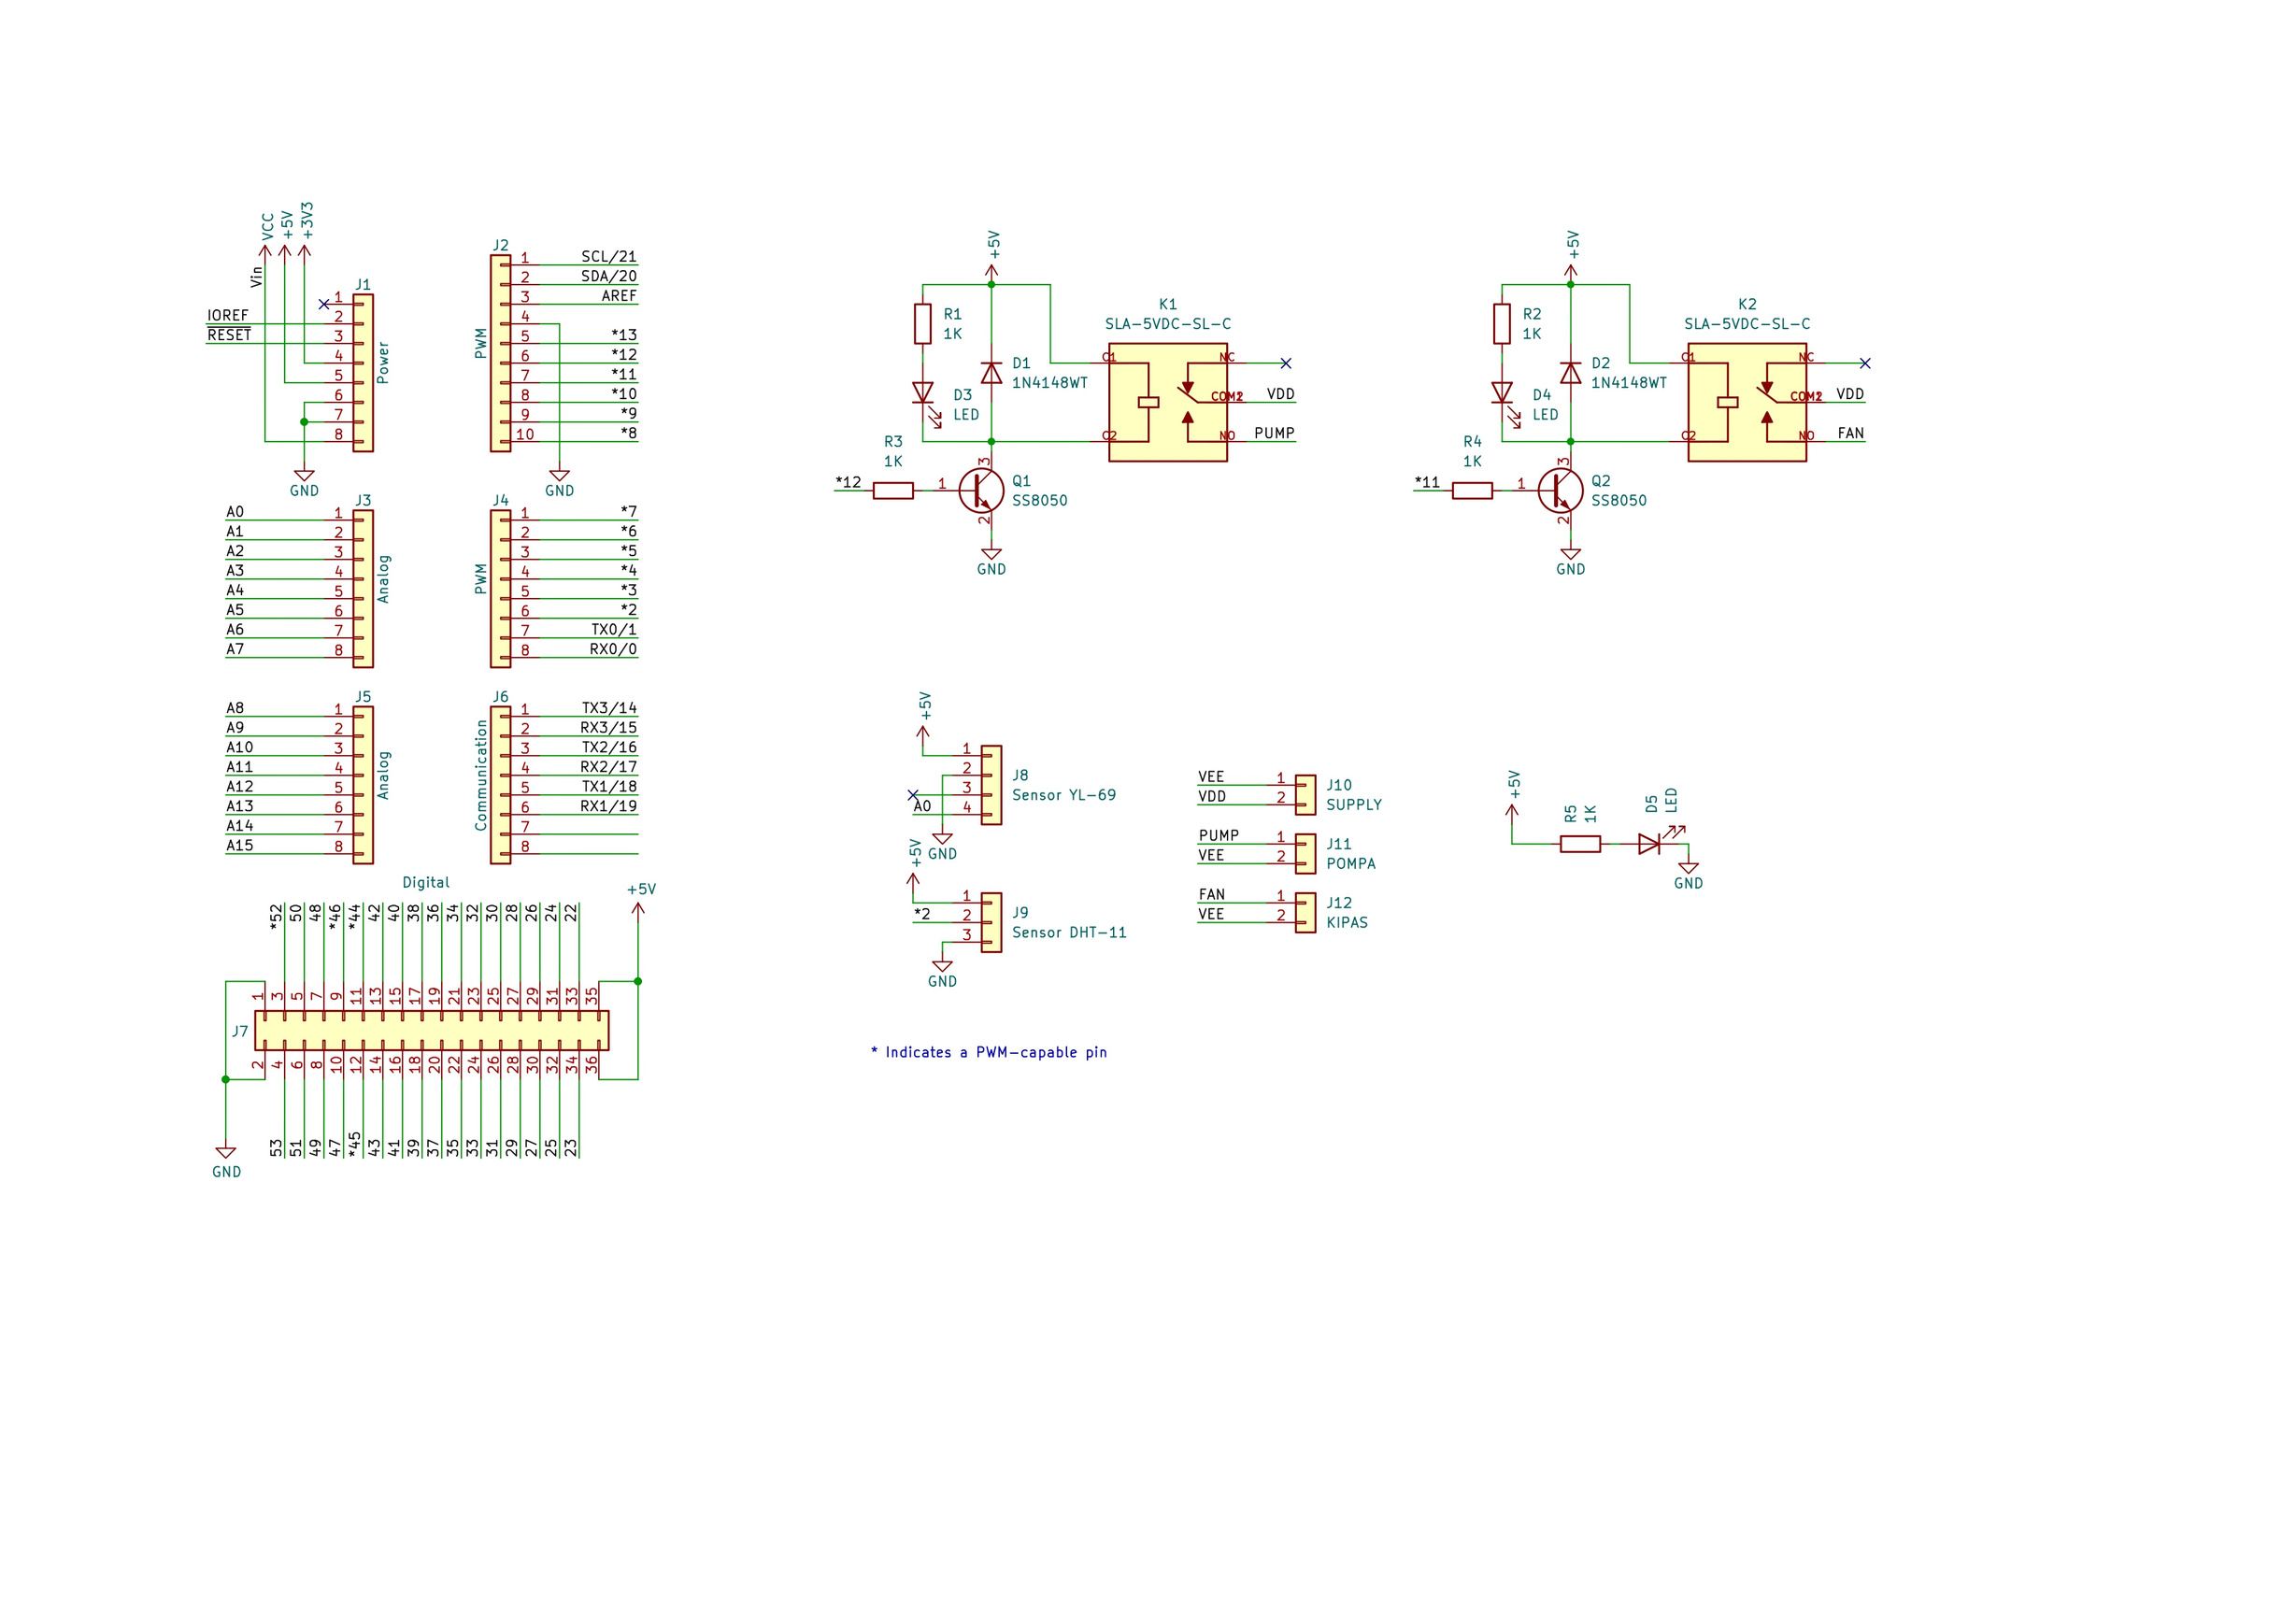 VCC
+5V
+3V3
Vin
J1
1
IOREF
2
RESET
3
4
5
6
7
8
Power
GND
J2
PWM
1 SCL/21
2 SDA/20
3 AREF
4
5 *13
6 *12
7 *11
8 *10
9 *9
10 *8
GND
J3
A0 1
A1 2
A2 3
A3 4
A4 5
A5 6
A6 7
A7 8
Analog
J4
PWM
1 *7
2 *6
3 *5
4 *4
5 *3
6 *2
7 TX0/1
8 RX0/0
J5
A8 1
A9 2
A10 3
A11 4
A12 5
A13 6
A14 7
A15 8
Analog
J6
Communication
1 TX3/14
2 RX3/15
3 TX2/16
4 RX2/17
5 TX1/18
6 RX1/19
7
8
Digital
+5V
*52 50 48 *46 *44 42 40 38 36 34 32 30 28 26 24 22
1 3 5 7 9 11 13 15 17 19 21 23 25 27 29 31 33 35
J7
2 4 6 8 10 12 14 16 18 20 22 24 26 28 30 32 34 36
53 51 49 47 *45 43 41 39 37 35 33 31 29 27 25 23
GND
+5V
R1
1K
D1
1N4148WT
D3
LED
K1
SLA-5VDC-SL-C
C1
C2
NC
NO
VDD
PUMP
R3
1K
*12
1
3
2
Q1
SS8050
GND
+5V
R2
1K
D2
1N4148WT
D4
LED
K2
SLA-5VDC-SL-C
C1
C2
NC
NO
VDD
FAN
R4
1K
*11
1
3
2
Q2
SS8050
GND
+5V
1
2
3
A0 4
J8
Sensor YL-69
GND
+5V
1
*2 2
3
J9
Sensor DHT-11
GND
VEE 1
VDD 2
J10
SUPPLY
PUMP 1
VEE 2
J11
POMPA
FAN 1
VEE 2
J12
KIPAS
+5V
R5
1K
D5
LED
GND
* Indicates a PWM-capable pin